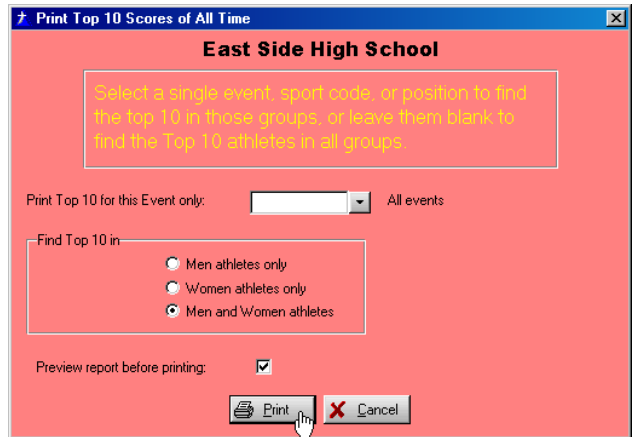 Print Top 10 Scores of All Time
East Side High School
Select a single event, sport code, or position to find
the top 10 in those groups, or leave them blank to
find the Top 10 athletes in all groups.
Print Top 10 for this Event only: All events
Find Top 10 in
Men athletes only
Women athletes only
Men and Women athletes
Preview report before printing:
Print Cancel